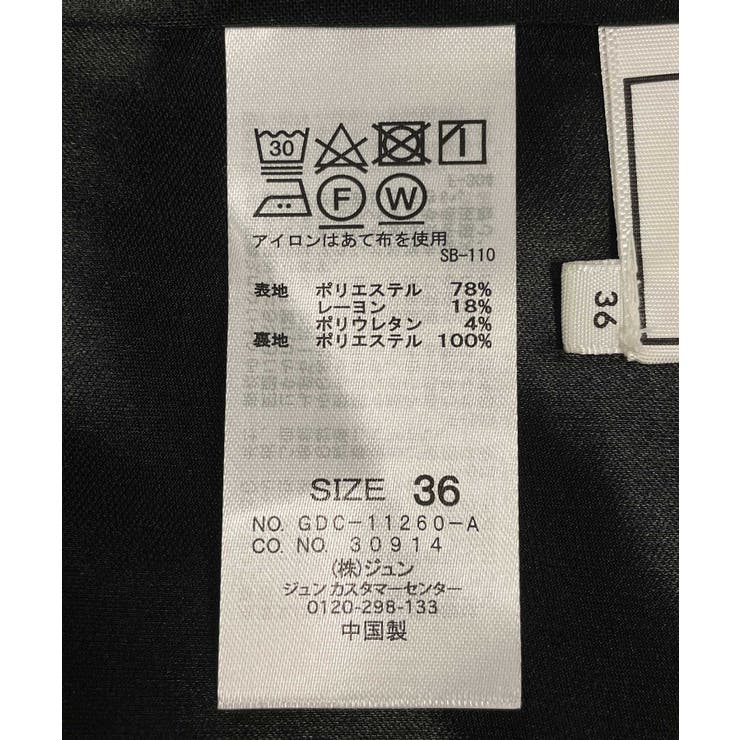 30
F W
アイロンはあて布を使用
SB-110
表地 ポリエステル 78%
レーヨン 18%
ポリウレタン 4%
裏地 ポリエステル 100%
SIZE 36
NO. GDC-11260-A
CO. NO. 30914
(株)ジュン
ジュンカスタマーセンター
0120-298-133
中国製
36